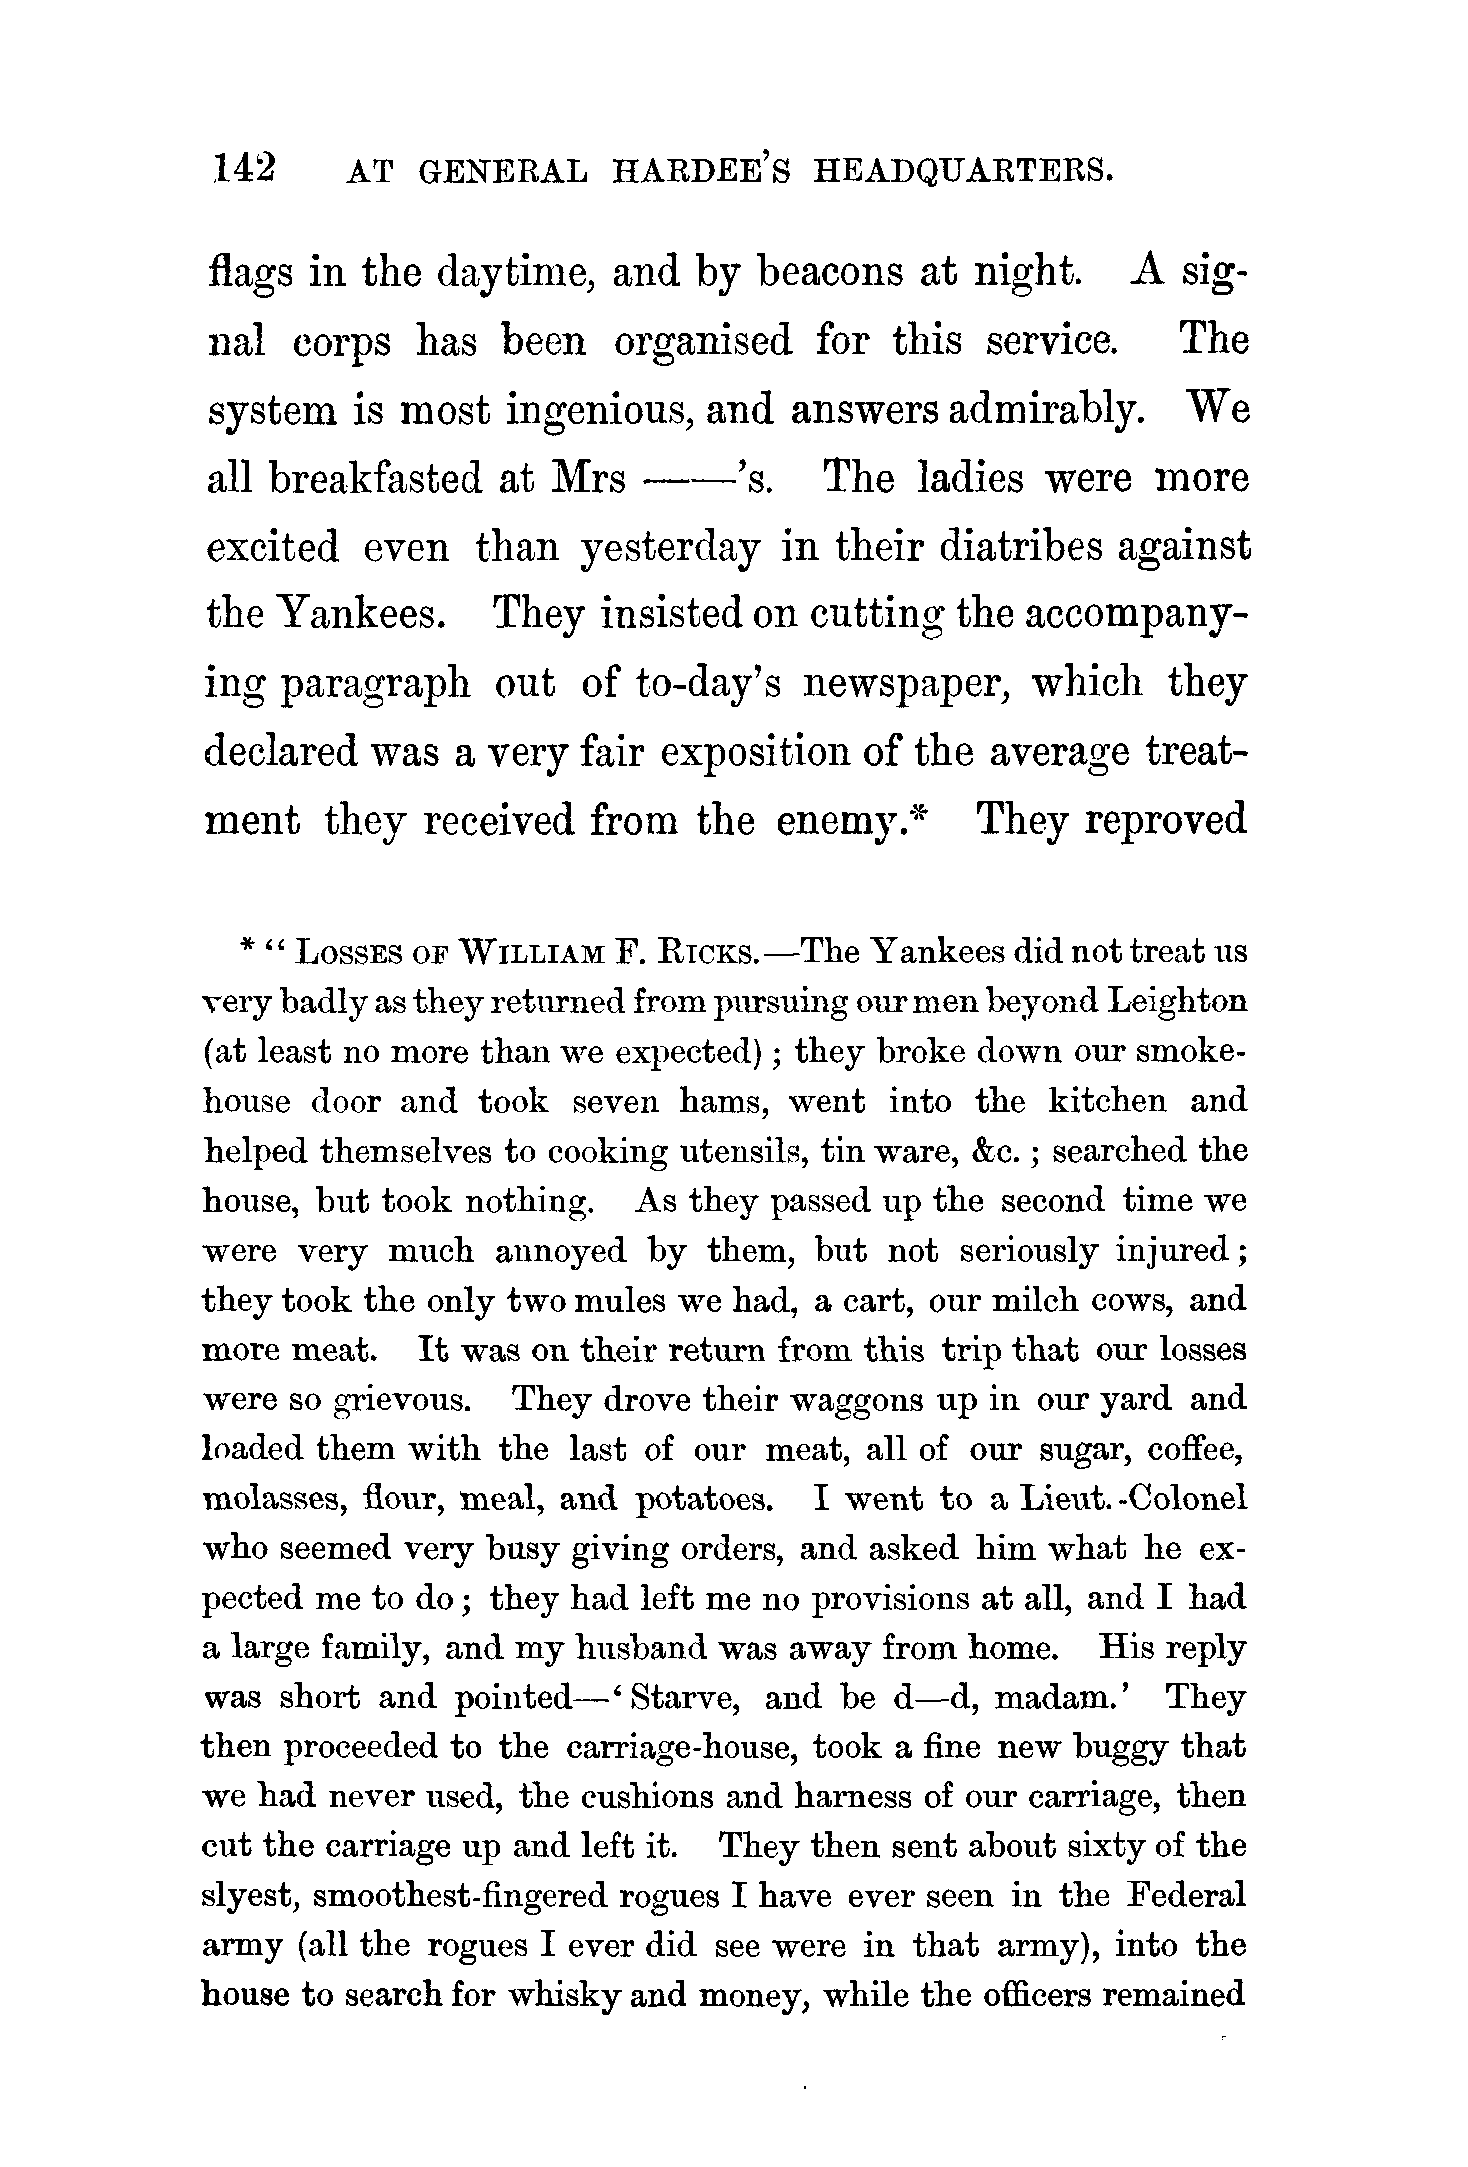 142 AT GENERAL HARDEE'S HEADQUARTERS.
flags in the daytime, and by beacons at night. A sig-
nal corps has been organised for this service. The
system is most ingenious, and answers admirably. We
all breakfasted at Mrs ——'s. The ladies were more
excited even than yesterday in their diatribes against
the Yankees. They insisted on cutting the accompany-
ing paragraph out of to-day's newspaper, which they
declared was a very fair exposition of the average treat-
ment they received from the enemy.* They reproved
* “ LOSSES OF WILLIAM F. RICKS.—The Yankees did not treat us
very badly as they returned from pursuing our men beyond Leighton
(at least no more than we expected) ; they broke down our smoke-
house door and took seven hams, went into the kitchen and
helped themselves to cooking utensils, tin ware, &c. ; searched the
house, but took nothing. As they passed up the second time we
were very much annoyed by them, but not seriously injured ;
they took the only two mules we had, a cart, our milch cows, and
more meat. It was on their return from this trip that our losses
were so grievous. They drove their waggons up in our yard and
loaded them with the last of our meat, all of our sugar, coffee,
molasses, flour, meal, and potatoes. I went to a Lieut.-Colonel
who seemed very busy giving orders, and asked him what he ex-
pected me to do ; they had left me no provisions at all, and I had
a large family, and my husband was away from home. His reply
was short and pointed—‘ Starve, and be d—d, madam.’ They
then proceeded to the carriage-house, took a fine new buggy that
we had never used, the cushions and harness of our carriage, then
cut the carriage up and left it. They then sent about sixty of the
slyest, smoothest-fingered rogues I have ever seen in the Federal
army (all the rogues I ever did see were in that army), into the
house to search for whisky and money, while the officers remained